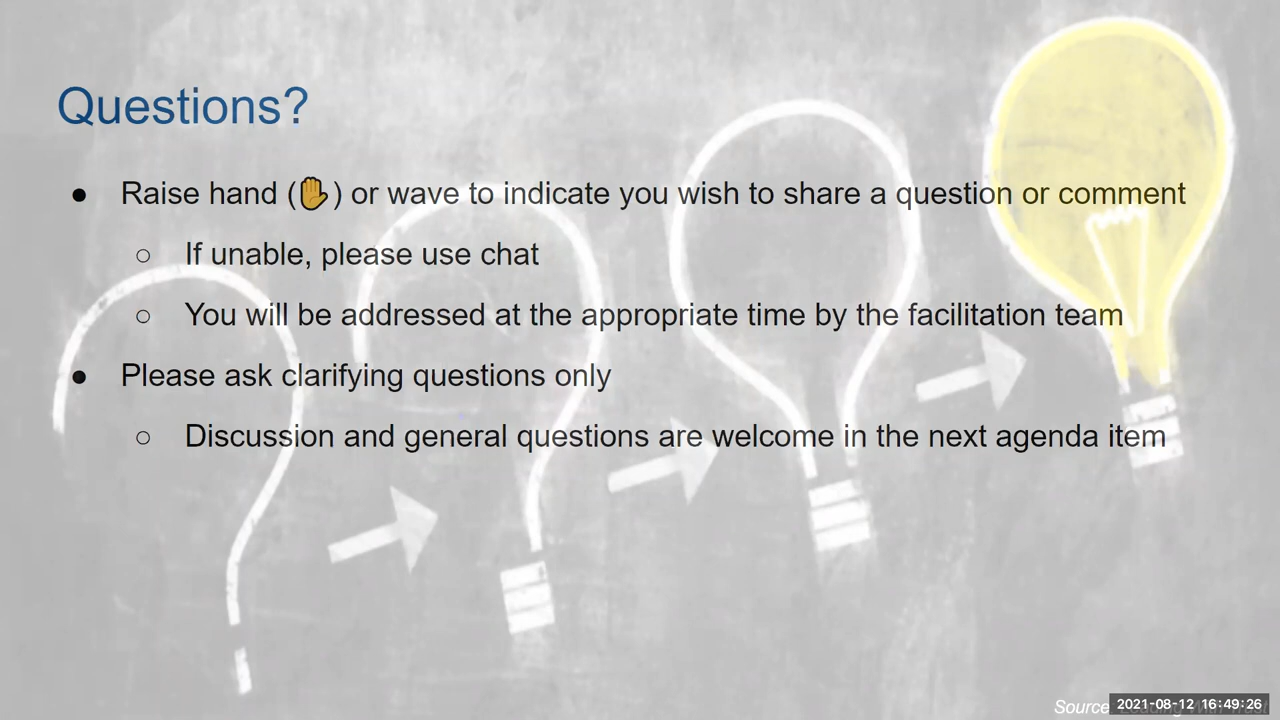 Questions?
● Raise hand (✋) or wave to indicate you wish to share a question or comment
○ If unable, please use chat
○ You will be addressed at the appropriate time by the facilitation team
● Please ask clarifying questions only
○ Discussion and general questions are welcome in the next agenda item
Source
2021-08-12 16:49:26